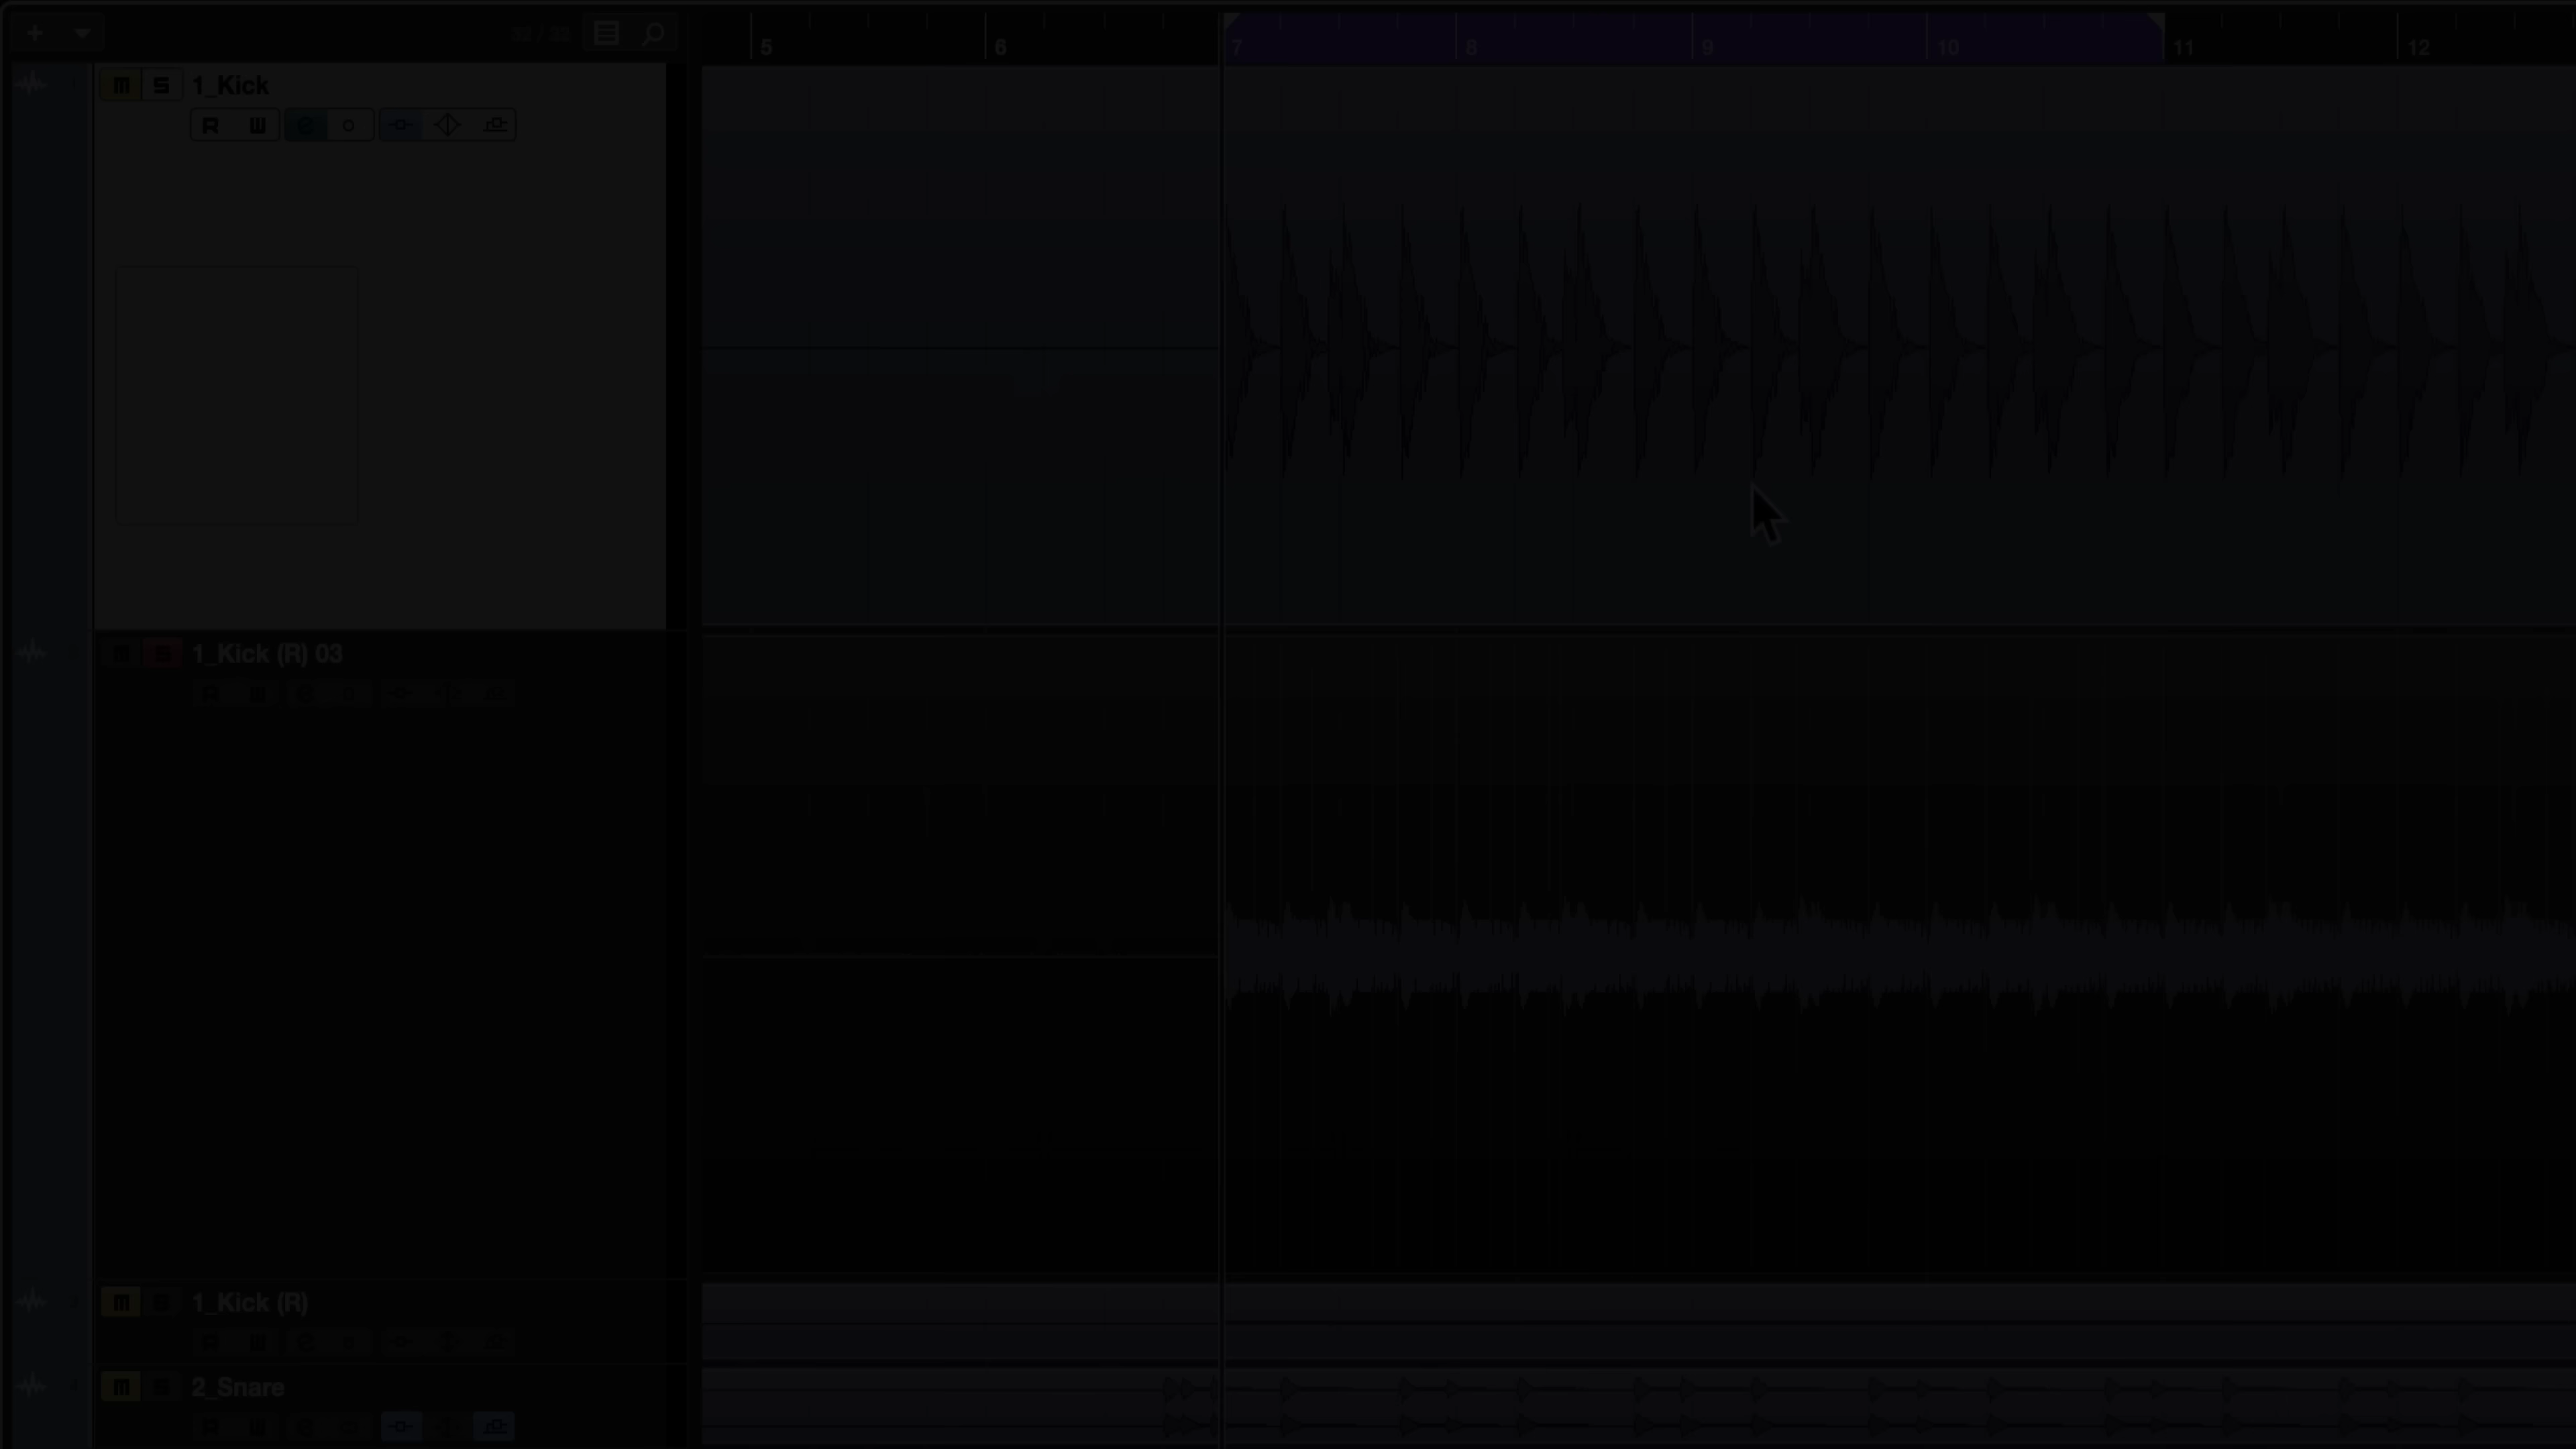 5 6 7 8 9 10 11 12
m S 1_Kick
R W e o
m S 1_Kick (R) 03
R W e o
m S 1_Kick (R)
R W e o
m S 2_Snare
R W e o